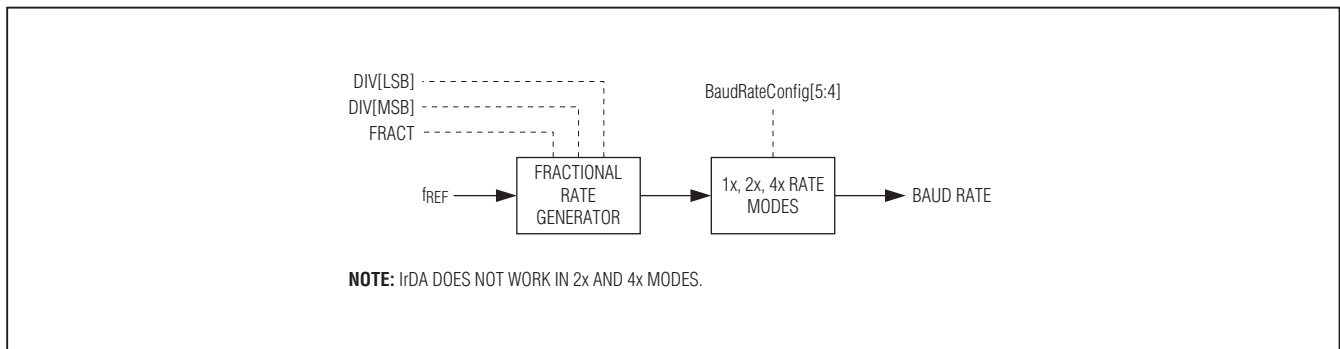 DIV[LSB]
DIV[MSB]
FRACT
BaudRateConfig[5:4]
fREF
FRACTIONAL
RATE
GENERATOR
1x, 2x, 4x RATE
MODES
BAUD RATE
NOTE: IrDA DOES NOT WORK IN 2x AND 4x MODES.